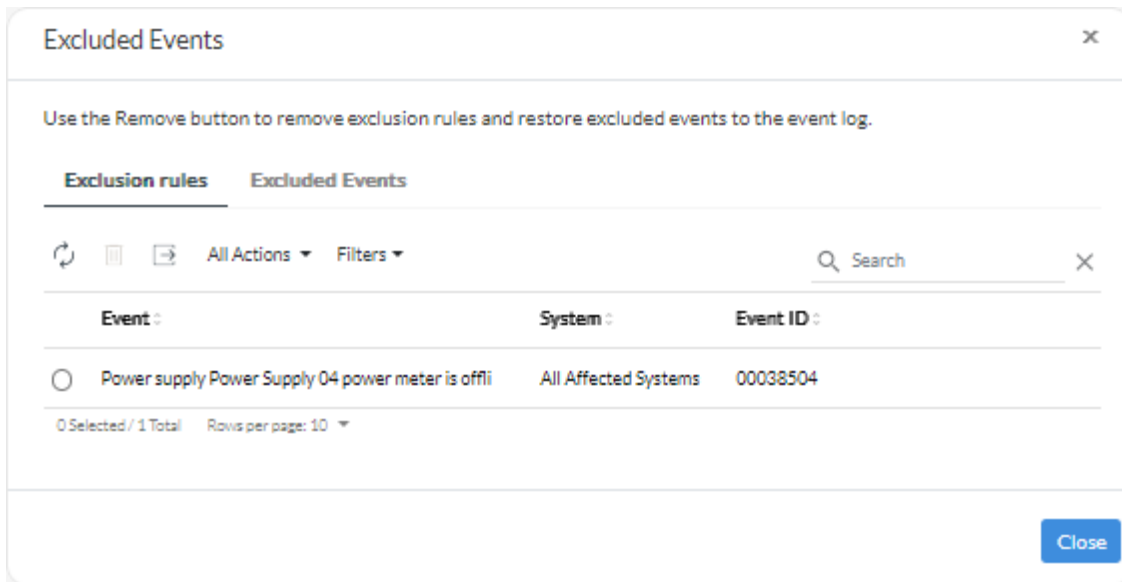 Excluded Events
Use the Remove button to remove exclusion rules and restore excluded events to the event log.
Exclusion rules Excluded Events
All Actions Filters Search
Event System Event ID
Power supply Power Supply 04 power meter is offli All Affected Systems 00038504
0 Selected / 1 Total Rows per page: 10
Close